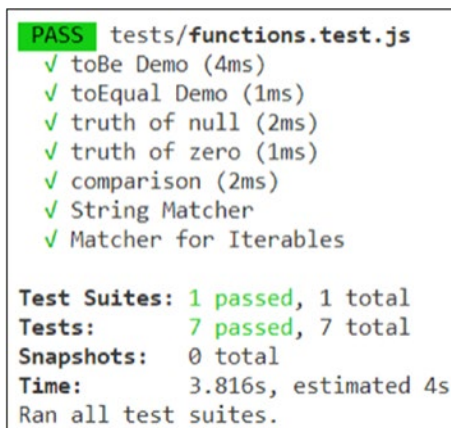 PASS tests/functions.test.js
√ toBe Demo (4ms)
√ toEqual Demo (1ms)
√ truth of null (2ms)
√ truth of zero (1ms)
√ comparison (2ms)
√ String Matcher
√ Matcher for Iterables
Test Suites: 1 passed, 1 total
Tests: 7 passed, 7 total
Snapshots: 0 total
Time: 3.816s, estimated 4s
Ran all test suites.